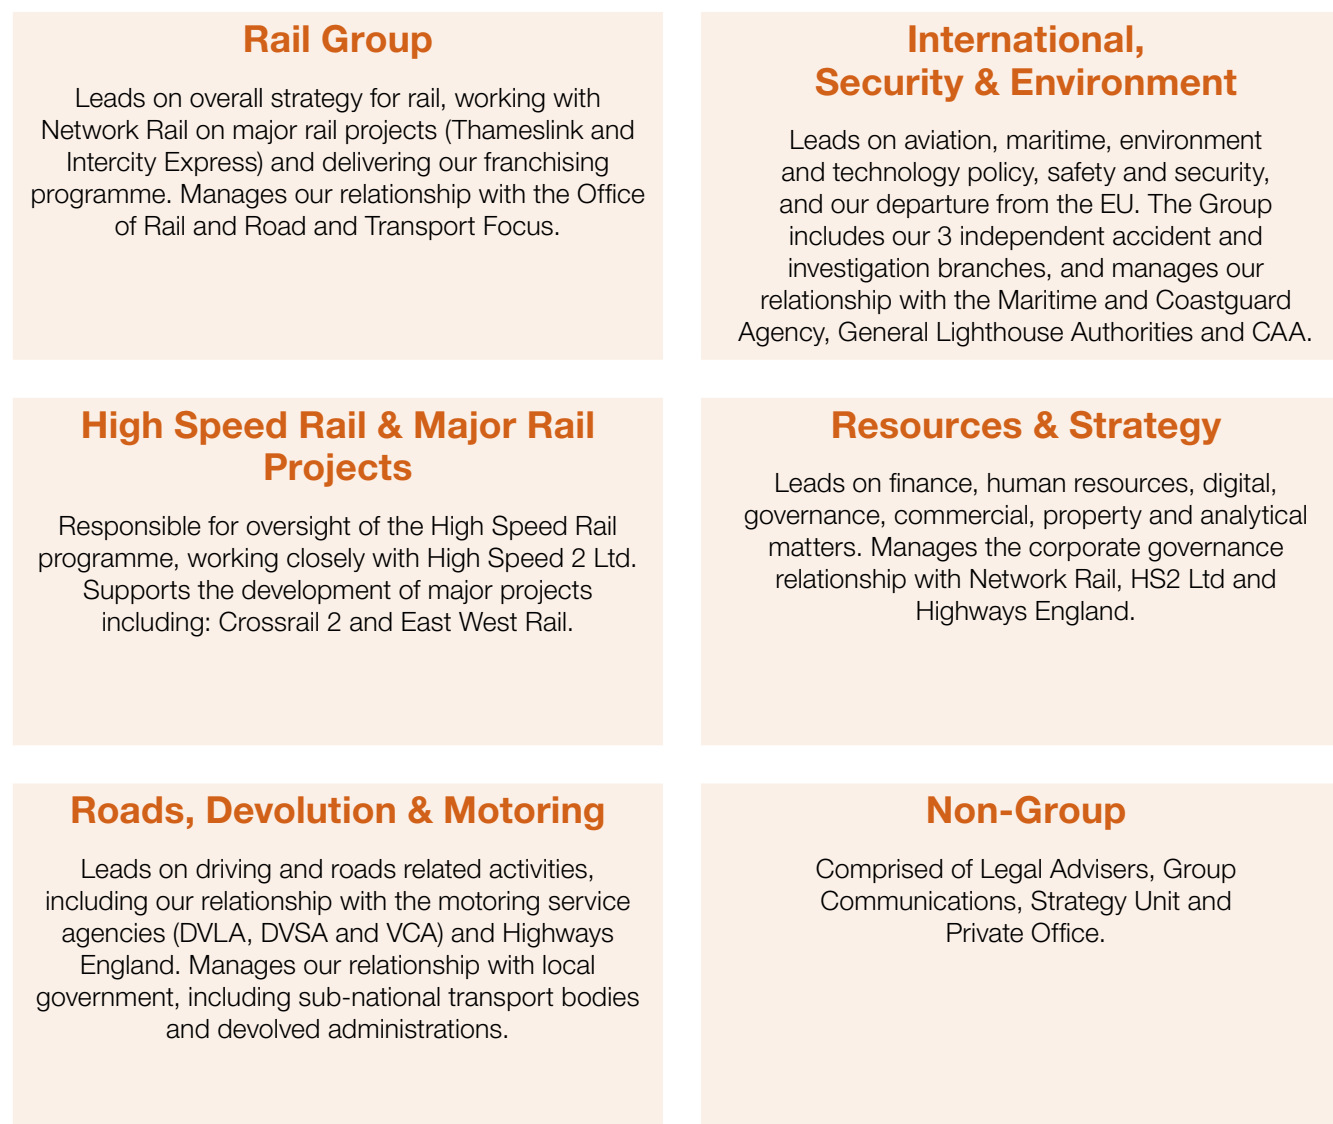 Rail Group
Leads on overall strategy for rail, working with
Network Rail on major rail projects (Thameslink and
Intercity Express) and delivering our franchising
programme. Manages our relationship with the Office
of Rail and Road and Transport Focus.
International,
Security & Environment
Leads on aviation, maritime, environment
and technology policy, safety and security,
and our departure from the EU. The Group
includes our 3 independent accident and
investigation branches, and manages our
relationship with the Maritime and Coastguard
Agency, General Lighthouse Authorities and CAA.
High Speed Rail & Major Rail
Projects
Responsible for oversight of the High Speed Rail
programme, working closely with High Speed 2 Ltd.
Supports the development of major projects
including: Crossrail 2 and East West Rail.
Resources & Strategy
Leads on finance, human resources, digital,
governance, commercial, property and analytical
matters. Manages the corporate governance
relationship with Network Rail, HS2 Ltd and
Highways England.
Roads, Devolution & Motoring
Leads on driving and roads related activities,
including our relationship with the motoring service
agencies (DVLA, DVSA and VCA) and Highways
England. Manages our relationship with local
government, including sub-national transport bodies
and devolved administrations.
Non-Group
Comprised of Legal Advisers, Group
Communications, Strategy Unit and
Private Office.